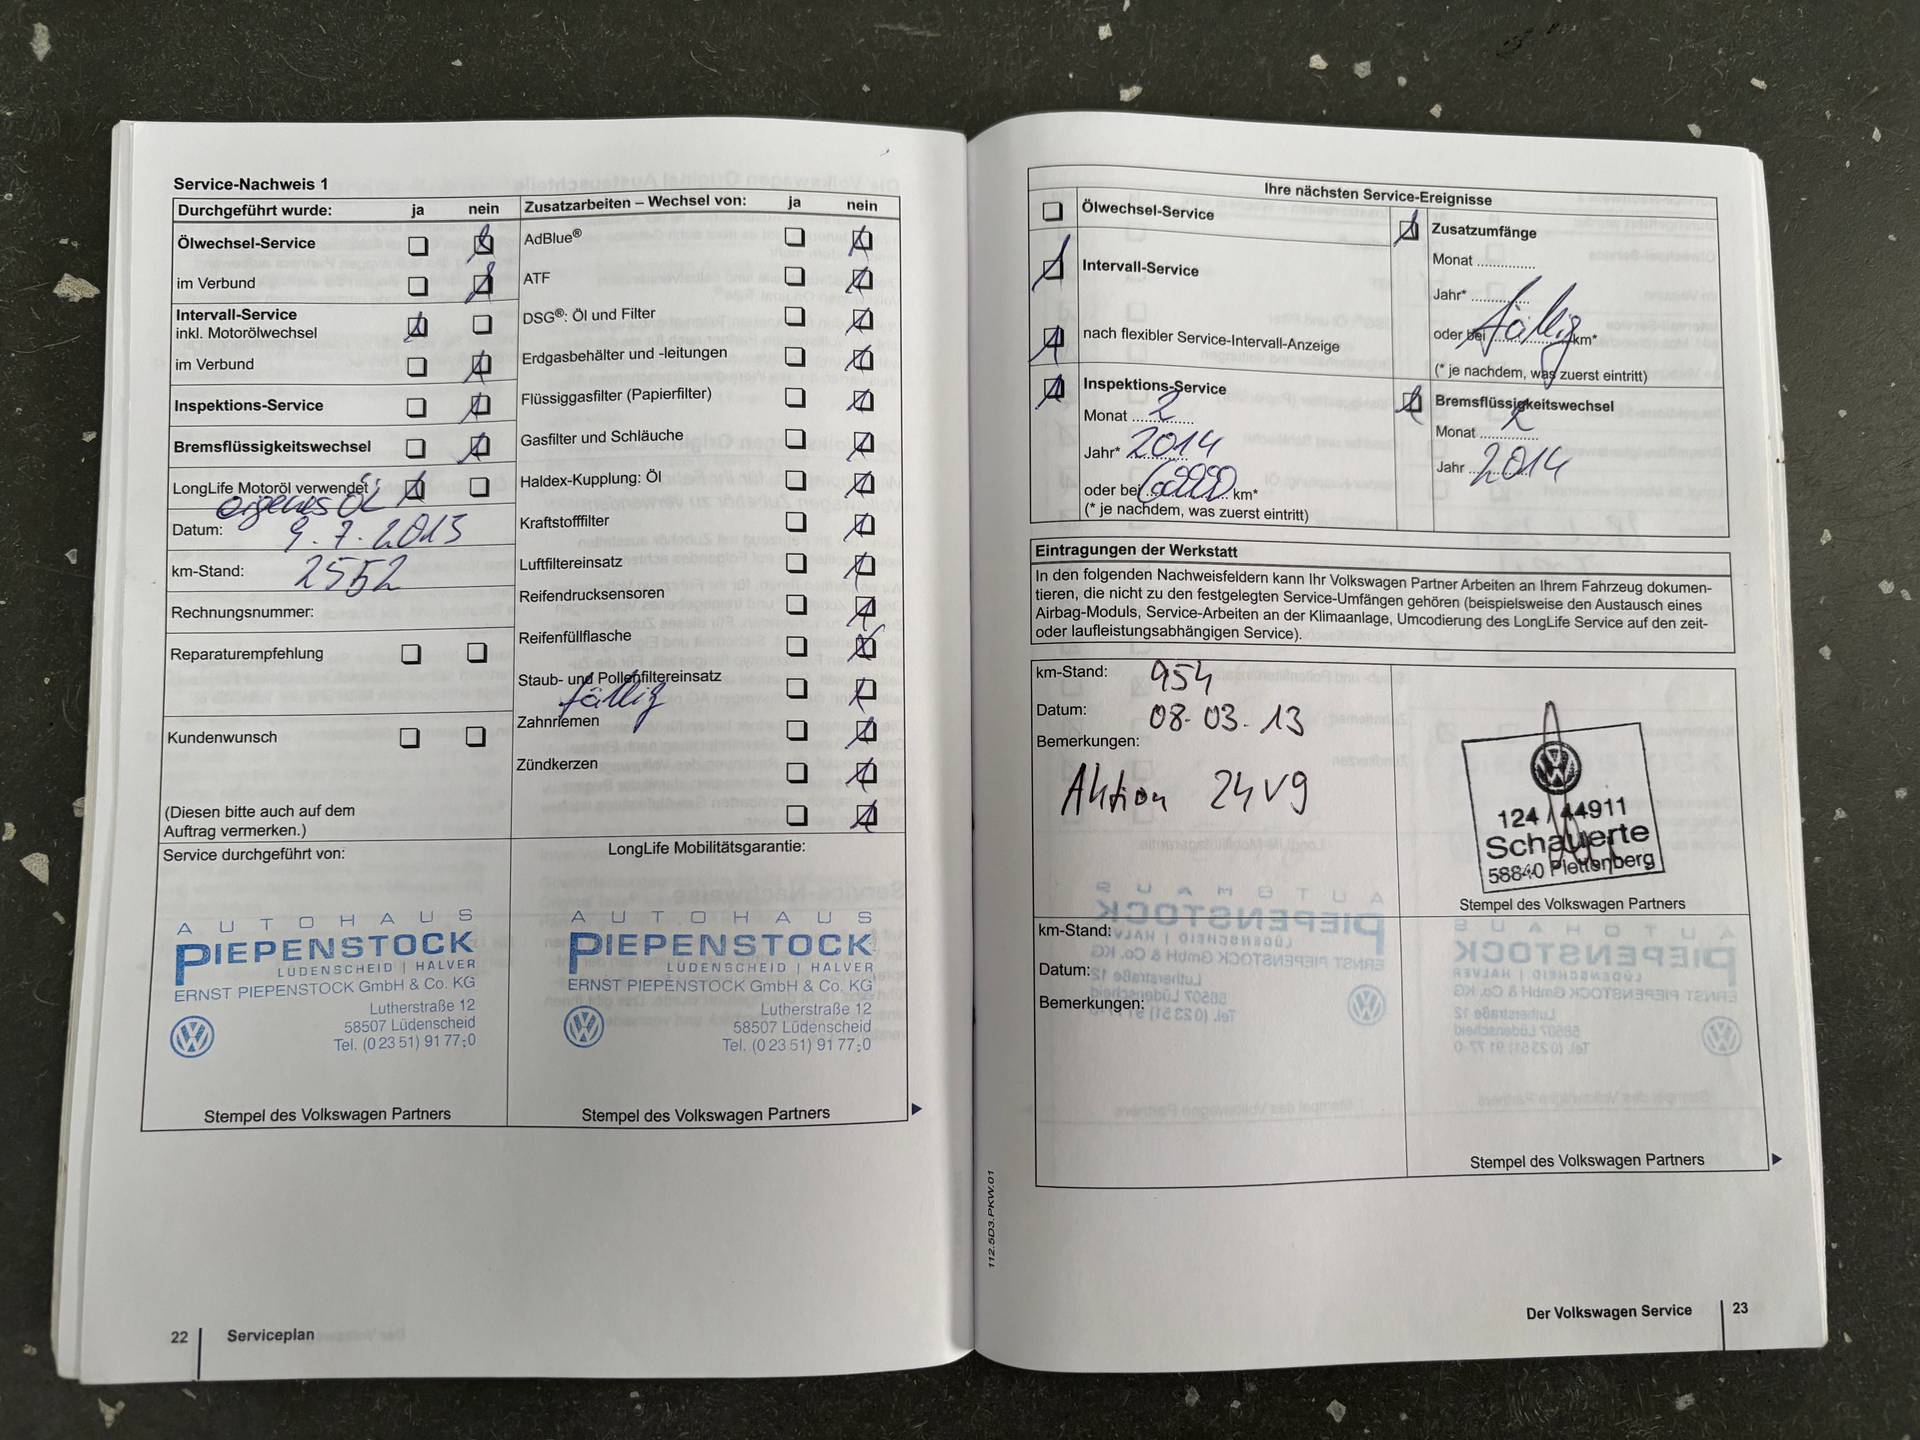 Service-Nachweis 1
Durchgeführt wurde: ja nein
Ölwechsel-Service
im Verbund
Intervall-Service
inkl. Motorölwechsel
im Verbund
Inspektions-Service
Bremsflüssigkeitswechsel
LongLife Motoröl verwendet
eigenes Öl
Datum: 9.7.2013
km-Stand: 2552
Rechnungsnummer:
Reparaturempfehlung
Kundenwunsch
(Diesen bitte auch auf dem
Auftrag vermerken.)
Zusatzarbeiten – Wechsel von: ja nein
AdBlue®
ATF
DSG®: Öl und Filter
Erdgasbehälter und -leitungen
Flüssiggasfilter (Papierfilter)
Gasfilter und Schläuche
Haldex-Kupplung: Öl
Kraftstofffilter
Luftfiltereinsatz
Reifendrucksensoren
Reifenfüllflasche
Staub- und Pollenfiltereinsatz
fällig
Zahnriemen
Zündkerzen
Service durchgeführt von:
AUTOHAUS
PIEPENSTOCK
LÜDENSCHEID | HALVER
ERNST PIEPENSTOCK GmbH & Co. KG
Lutherstraße 12
58507 Lüdenscheid
Tel. (0 23 51) 91 77-0
Stempel des Volkswagen Partners
LongLife Mobilitätsgarantie:
AUTOHAUS
PIEPENSTOCK
LÜDENSCHEID | HALVER
ERNST PIEPENSTOCK GmbH & Co. KG
Lutherstraße 12
58507 Lüdenscheid
Tel. (0 23 51) 91 77-0
Stempel des Volkswagen Partners
22 Serviceplan
Ihre nächsten Service-Ereignisse
Ölwechsel-Service
Intervall-Service
nach flexibler Service-Intervall-Anzeige
Inspektions-Service
Monat 2
Jahr* 2014
oder bei 60000 km*
(* je nachdem, was zuerst eintritt)
Zusatzumfänge
Monat
Jahr*
oder bei fällig km*
(* je nachdem, was zuerst eintritt)
Bremsflüssigkeitswechsel
Monat 2
Jahr 2014
Eintragungen der Werkstatt
In den folgenden Nachweisfeldern kann Ihr Volkswagen Partner Arbeiten an Ihrem Fahrzeug dokumen-
tieren, die nicht zu den festgelegten Service-Umfängen gehören (beispielsweise den Austausch eines
Airbag-Moduls, Service-Arbeiten an der Klimaanlage, Umcodierung des LongLife Service auf den zeit-
oder laufleistungsabhängigen Service).
km-Stand: 954
Datum: 08.03.13
Bemerkungen:
Aktion 24V9
124 / 44911
Schauerte
58840 Plettenberg
Stempel des Volkswagen Partners
km-Stand:
Datum:
Bemerkungen:
Stempel des Volkswagen Partners
112.5D3.PKW.01
Der Volkswagen Service 23